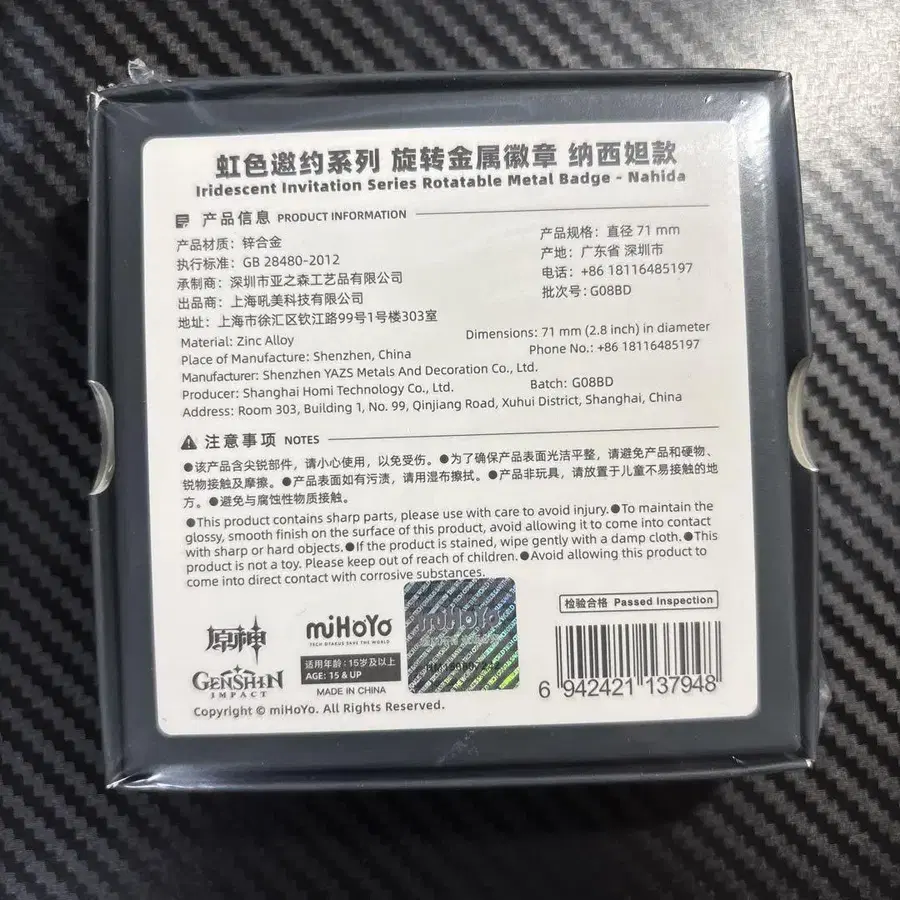 虹色邀约系列 旋转金属徽章 纳西妲款
Iridescent Invitation Series Rotatable Metal Badge - Nahida
产品信息 PRODUCT INFORMATION
产品材质：锌合金
产品规格：直径 71 mm
执行标准：GB 28480-2012
产地：广东省 深圳市
承制商：深圳市亚之森工艺品有限公司
电话：+86 18116485197
出品商：上海吼美科技有限公司
批次号：G08BD
地址：上海市徐汇区钦江路99号1号楼303室
Material: Zinc Alloy
Dimensions: 71 mm (2.8 inch) in diameter
Place of Manufacture: Shenzhen, China
Phone No.: +86 18116485197
Manufacturer: Shenzhen YAZS Metals And Decoration Co., Ltd.
Producer: Shanghai Homi Technology Co., Ltd.
Batch: G08BD
Address: Room 303, Building 1, No. 99, Qinjiang Road, Xuhui District, Shanghai, China
注意事项 NOTES
●该产品含尖锐部件，请小心使用，以免受伤。●为了确保产品表面光洁平整，请避免产品和硬物、
锐物接触及摩擦。●产品表面如有污渍，请用湿布擦拭。●产品非玩具，请放置于儿童不易接触的地
方。●避免与腐蚀性物质接触。
●This product contains sharp parts, please use with care to avoid injury.●To maintain the
glossy, smooth finish on the surface of this product, avoid allowing it to come into contact
with sharp or hard objects.●If the product is stained, wipe gently with a damp cloth.●This
product is not a toy. Please keep out of reach of children.●Avoid allowing this product to
come into direct contact with corrosive substances.
检验合格 Passed Inspection
原神
GENSHIN
IMPACT
miHoYo
TECH OTAKUS SAVE THE WORLD
适用年龄：15岁及以上
AGE: 15 & UP
MADE IN CHINA
miHoYo
6 942421 137948
Copyright © miHoYo. All Rights Reserved.